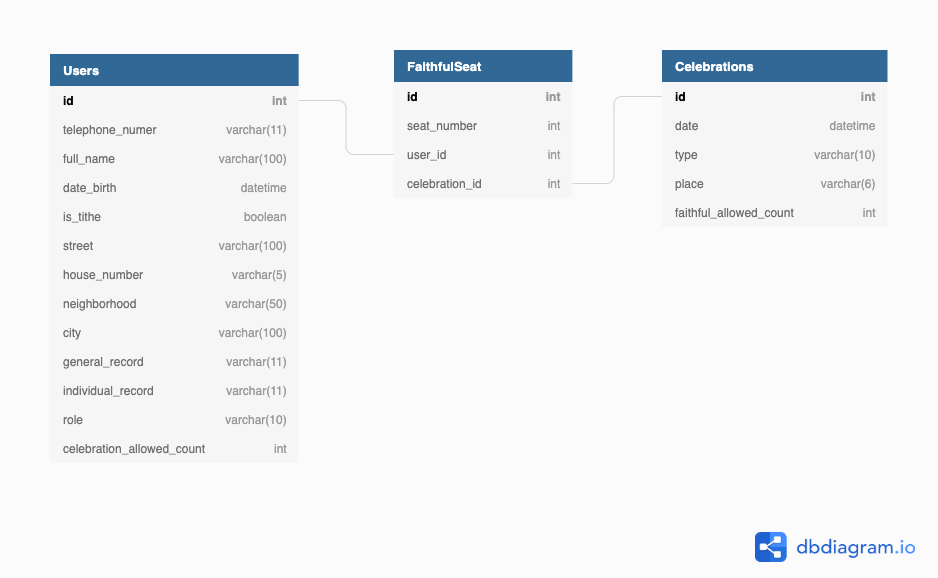 Users
id int
telephone_numer varchar(11)
full_name varchar(100)
date_birth datetime
is_tithe boolean
street varchar(100)
house_number varchar(5)
neighborhood varchar(50)
city varchar(100)
general_record varchar(11)
individual_record varchar(11)
role varchar(10)
celebration_allowed_count int
FaithfulSeat
id int
seat_number int
user_id int
celebration_id int
Celebrations
id int
date datetime
type varchar(10)
place varchar(6)
faithful_allowed_count int
dbdiagram.io